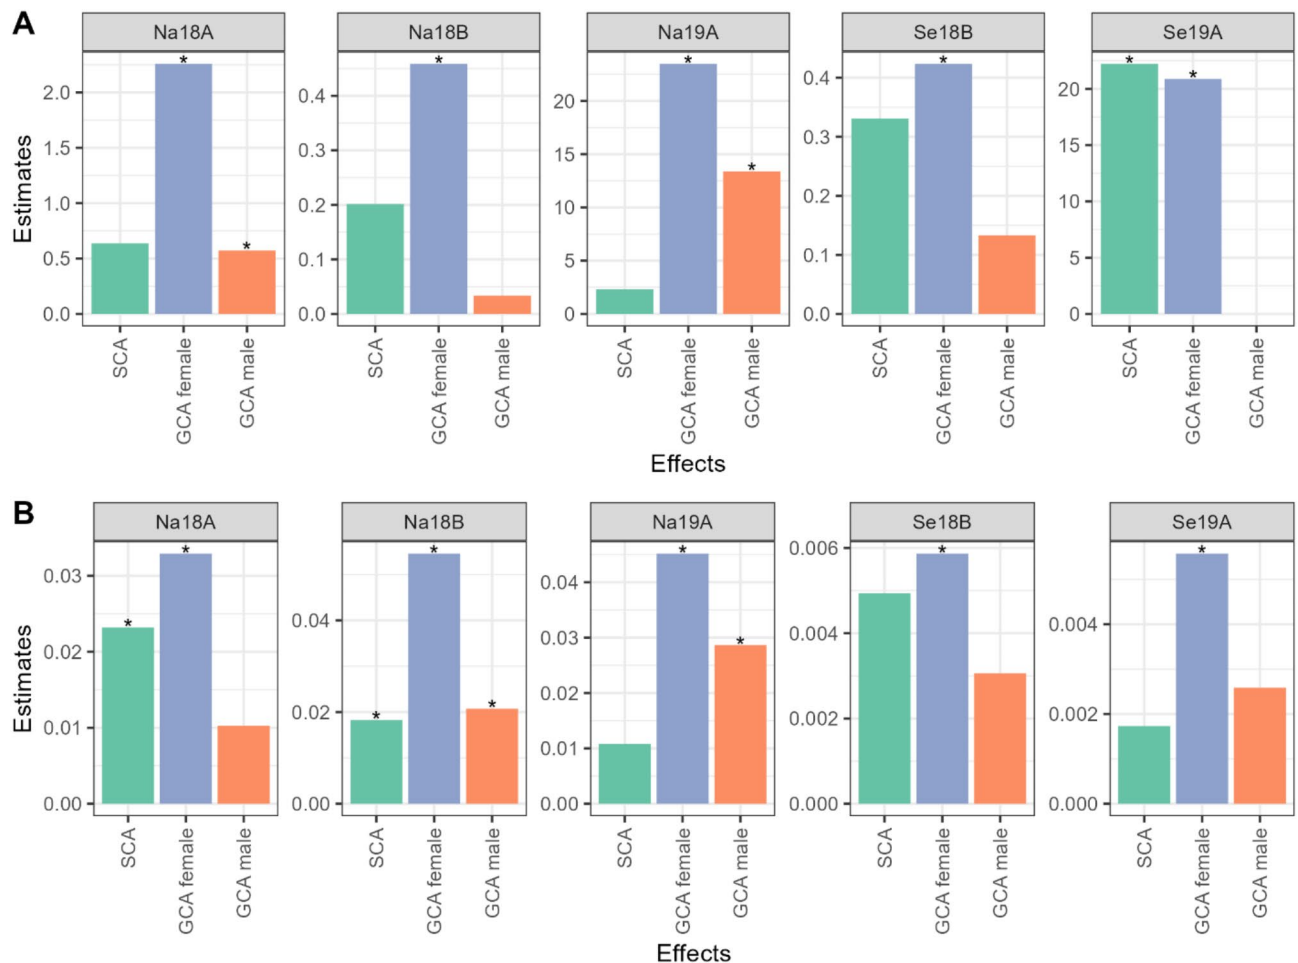 A
Na18A Na18B Na19A Se18B Se19A
* * * * * *
2.0 0.4 20 0.4 20
1.5 0.3 15 0.3 15
1.0 0.2 10 0.2 10
0.5 0.1 5 0.1 5
0.0 0.0 0 0.0 0
* *
Estimates
SCA GCA female GCA male SCA GCA female GCA male SCA GCA female GCA male SCA GCA female GCA male SCA GCA female GCA male
Effects
B
Na18A Na18B Na19A Se18B Se19A
* * * * *
0.03 0.04 0.04 0.006 0.004
0.02 0.02 0.03 0.004 0.002
0.01 0.00 0.02 0.002 0.000
0.00 0.01 0.000
0.00
* * * *
Estimates
SCA GCA female GCA male SCA GCA female GCA male SCA GCA female GCA male SCA GCA female GCA male SCA GCA female GCA male
Effects